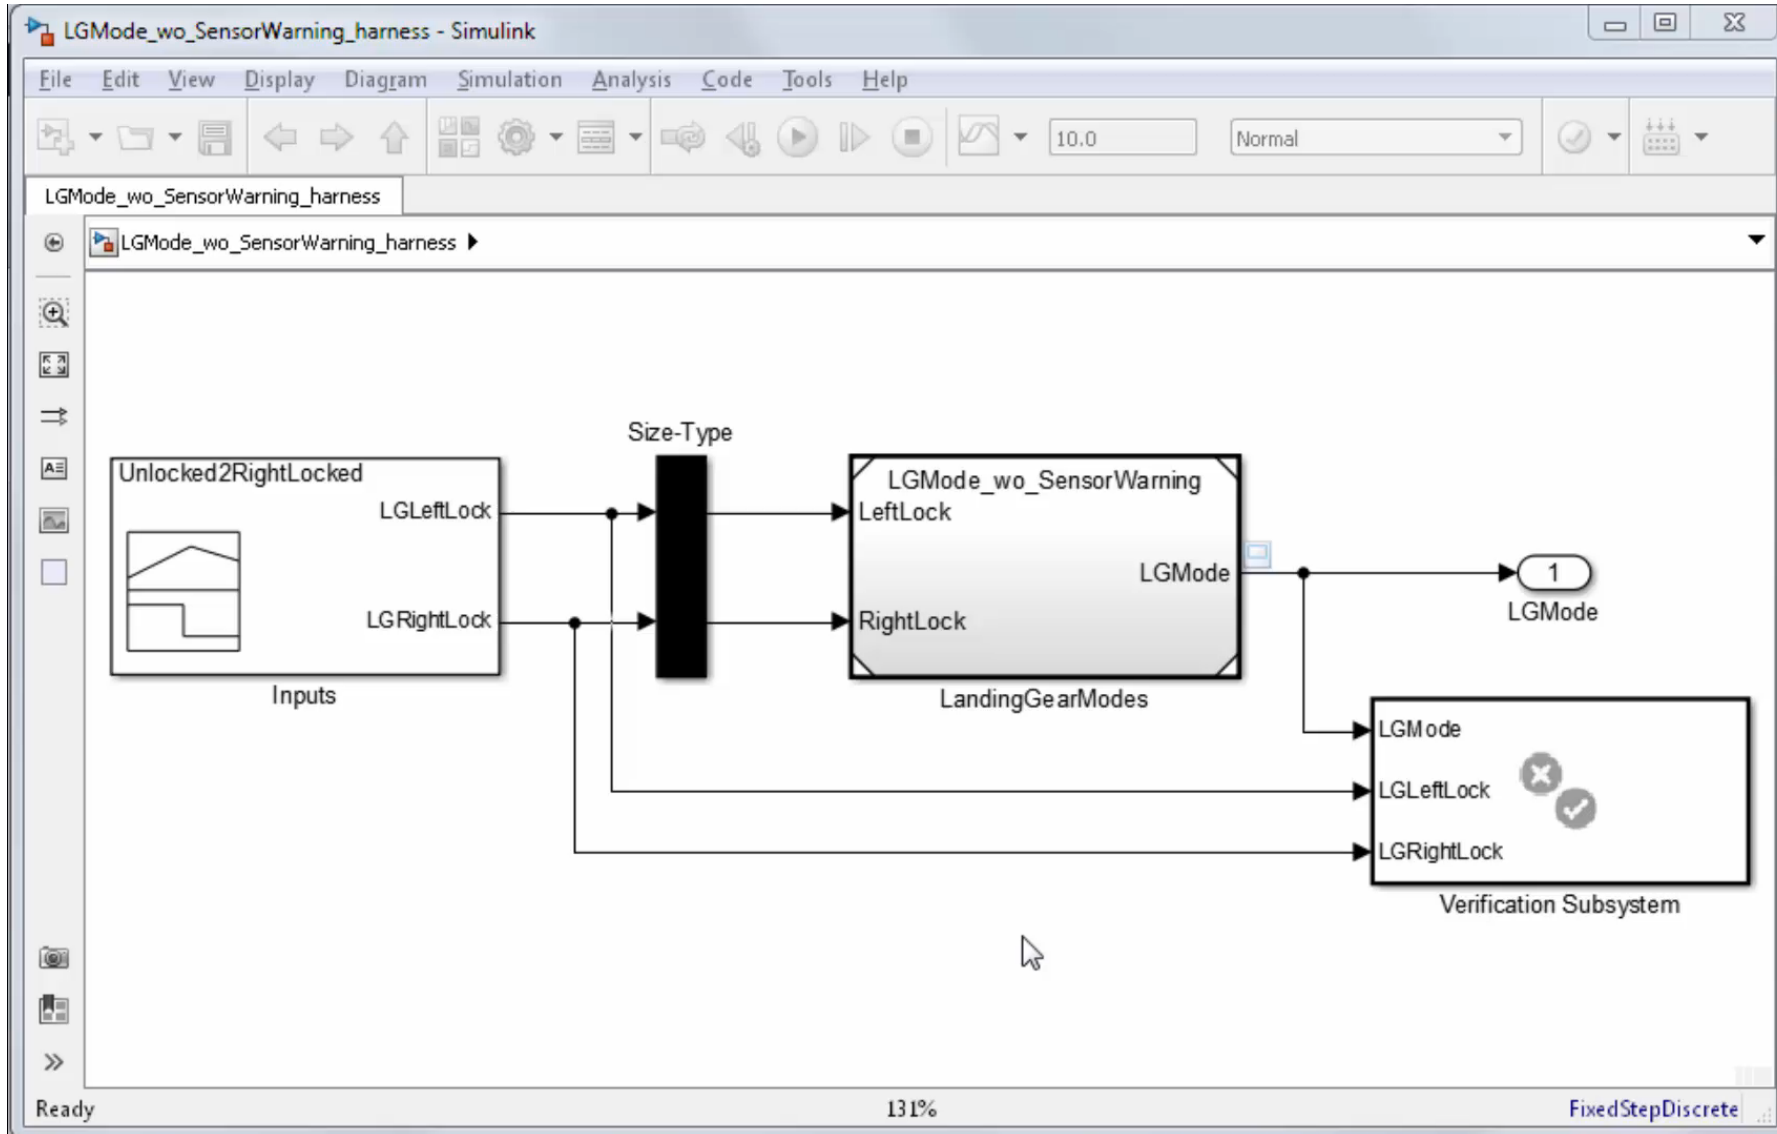 LGMode_wo_SensorWarning_harness - Simulink
File Edit View Display Diagram Simulation Analysis Code Tools Help
10.0 Normal
LGMode_wo_SensorWarning_harness
LGMode_wo_SensorWarning_harness
Size-Type
Unlocked2RightLocked
LGLeftLock
LGRightLock
Inputs
LGMode_wo_SensorWarning
LeftLock
LGMode
RightLock
LandingGearModes
1
LGMode
LGMode
LGLeftLock
LGRightLock
Verification Subsystem
Ready 131% FixedStepDiscrete